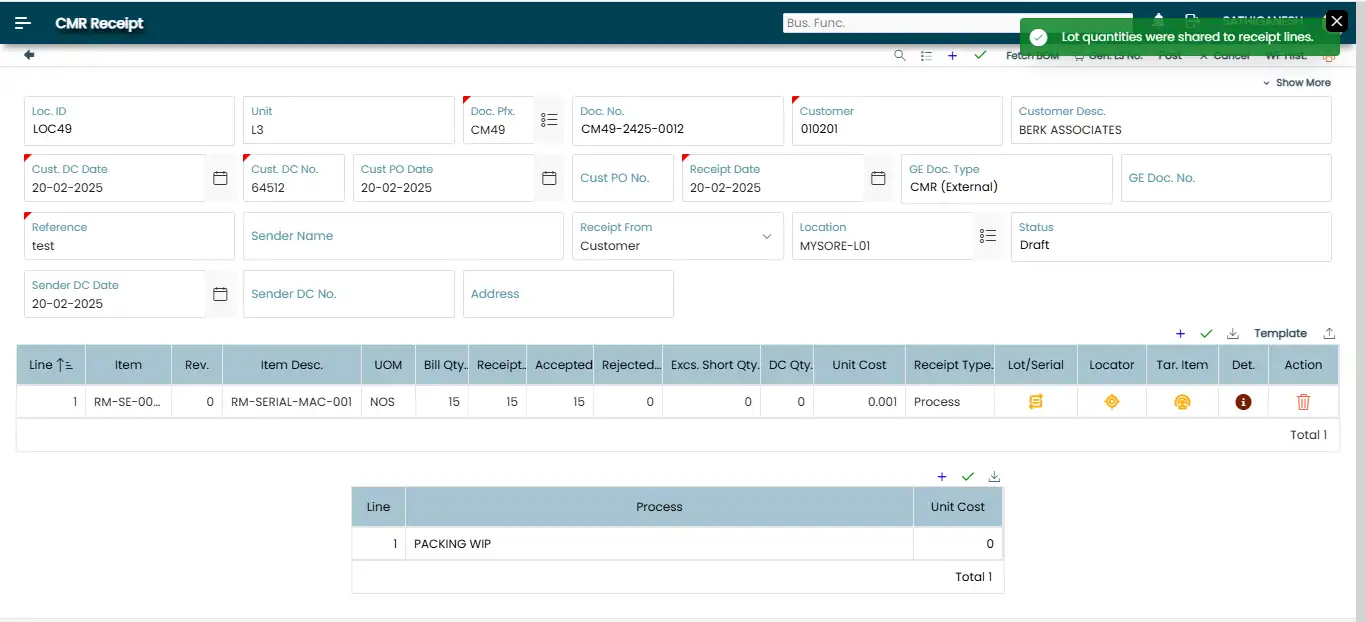 CMR Receipt
Bus. Func.
SATHIGANESH
Lot quantities were shared to receipt lines.
Fetch BOM Gen. LS No. Post Cancel WF Hist.
Show More
Loc. ID Unit Doc. Pfx. Doc. No. Customer Customer Desc.
LOC49 L3 CM49 CM49-2425-0012 010201 BERK ASSOCIATES
Cust. DC Date Cust. DC No. Cust PO Date Cust PO No. Receipt Date GE Doc. Type GE Doc. No.
20-02-2025 64512 20-02-2025 20-02-2025 CMR (External)
Reference Sender Name Receipt From Location Status
test Customer MYSORE-L01 Draft
Sender DC Date Sender DC No. Address
20-02-2025
Template
Line Item Rev. Item Desc. UOM Bill Qty.. Receipt.. Accepted Rejected... Excs. Short Qty. DC Qty. Unit Cost Receipt Type. Lot/Serial Locator Tar. Item Det. Action
1 RM-SE-00... 0 RM-SERIAL-MAC-001 NOS 15 15 15 0 0 0 0.001 Process
Total 1
Line Process Unit Cost
1 PACKING WIP 0
Total 1